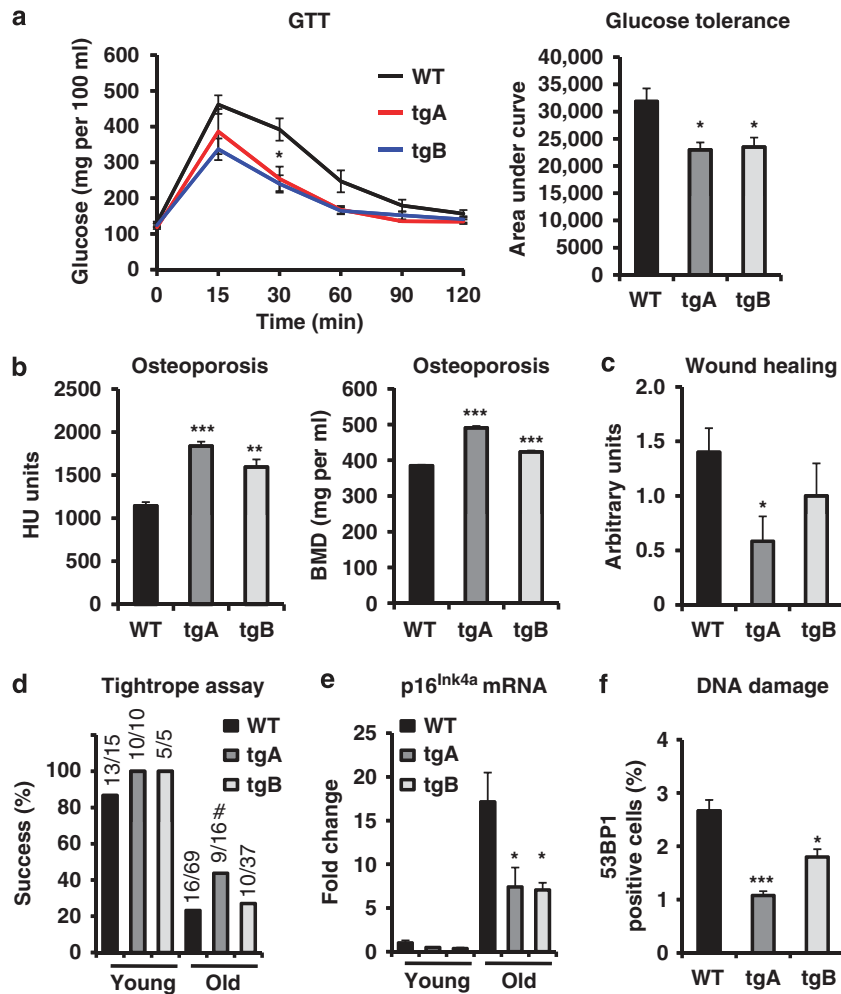 a
GTT
Glucose (mg per 100 ml)
600
500
400
300
200
100
0
*
WT
tgA
tgB
0 15 30 60 90 120
Time (min)
Glucose tolerance
Area under curve
40,000
35,000
30,000
25,000
20,000
15,000
10,000
5000
0
* *
WT tgA tgB
b
Osteoporosis
HU units
2500
2000
1500
1000
500
0
*** **
WT tgA tgB
Osteoporosis
BMD (mg per ml)
600
500
400
300
200
100
0
*** ***
WT tgA tgB
c
Wound healing
Arbitrary units
2.0
1.5
1.0
0.5
0
*
WT tgA tgB
d
Tightrope assay
Success (%)
100
80
60
40
20
0
13/15 10/10 5/5 16/69 9/16 # 10/37
WT
tgA
tgB
Young Old
e
p16Ink4a mRNA
Fold change
25
20
15
10
5
0
WT
tgA
tgB
* *
Young Old
f
DNA damage
53BP1
positive cells (%)
4
3
2
1
0
*** *
WT tgA tgB